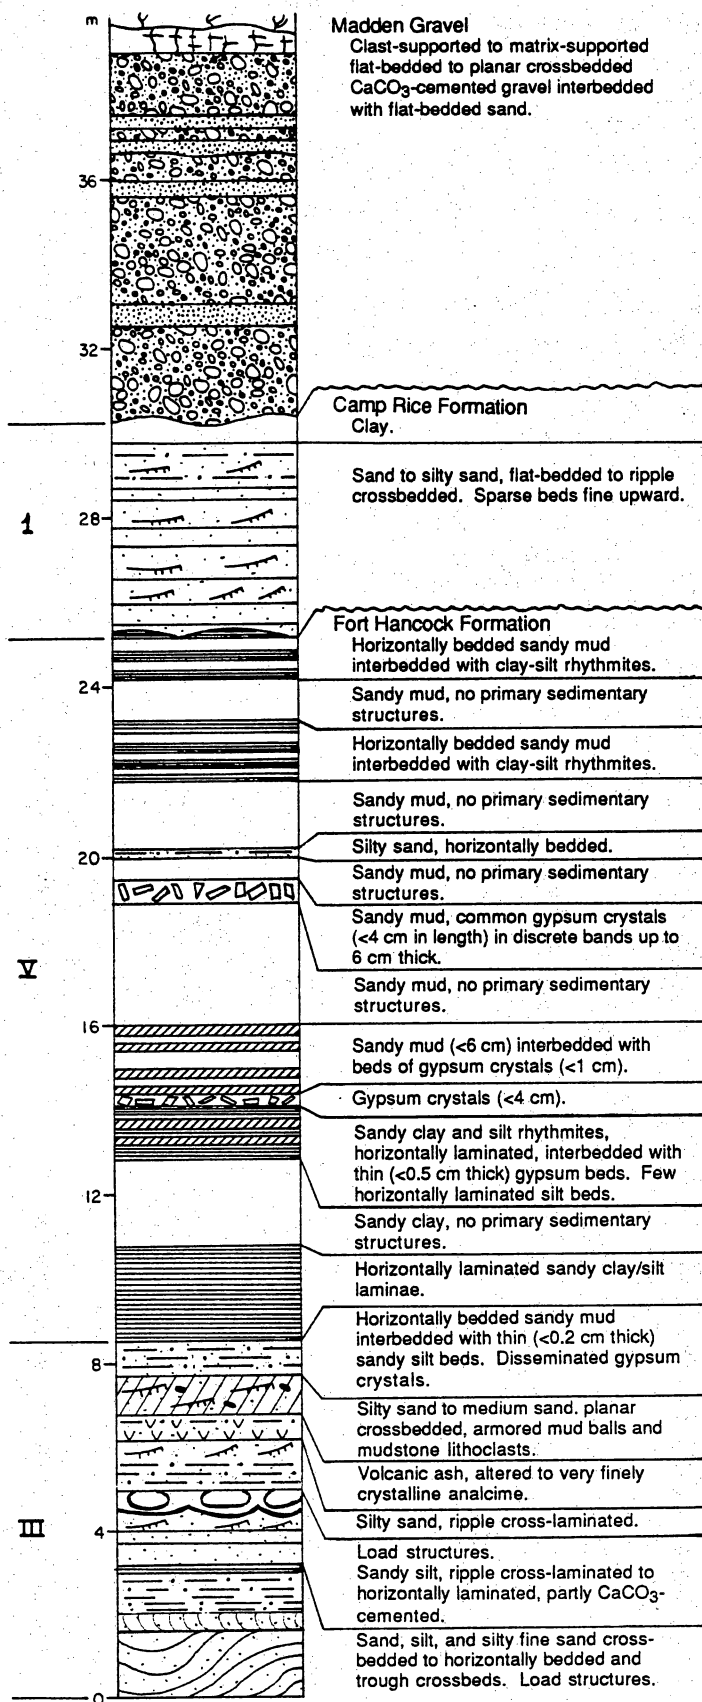 m
Madden Gravel
Clast-supported to matrix-supported
flat-bedded to planar crossbedded
CaCO3-cemented gravel interbedded
with flat-bedded sand.
36
32
Camp Rice Formation
Clay.
Sand to silty sand, flat-bedded to ripple
crossbedded. Sparse beds fine upward.
1
28
Fort Hancock Formation
Horizontally bedded sandy mud
interbedded with clay-silt rhythmites.
24
Sandy mud, no primary sedimentary
structures.
Horizontally bedded sandy mud
interbedded with clay-silt rhythmites.
Sandy mud, no primary sedimentary
structures.
Silty sand, horizontally bedded.
20
Sandy mud, no primary sedimentary
structures.
Sandy mud, common gypsum crystals
(<4 cm in length) in discrete bands up to
6 cm thick.
V
Sandy mud, no primary sedimentary
structures.
16
Sandy mud (<6 cm) interbedded with
beds of gypsum crystals (<1 cm).
Gypsum crystals (<4 cm).
Sandy clay and silt rhythmites,
horizontally laminated, interbedded with
thin (<0.5 cm thick) gypsum beds. Few
horizontally laminated silt beds.
12
Sandy clay, no primary sedimentary
structures.
Horizontally laminated sandy clay/silt
laminae.
Horizontally bedded sandy mud
interbedded with thin (<0.2 cm thick)
sandy silt beds. Disseminated gypsum
crystals.
8
Silty sand to medium sand. planar
crossbedded, armored mud balls and
mudstone lithoclasts.
Volcanic ash, altered to very finely
crystalline analcime.
Silty sand, ripple cross-laminated.
III
4
Load structures.
Sandy silt, ripple cross-laminated to
horizontally laminated, partly CaCO3-
cemented.
Sand, silt, and silty fine sand cross-
bedded to horizontally bedded and
trough crossbeds. Load structures.
0